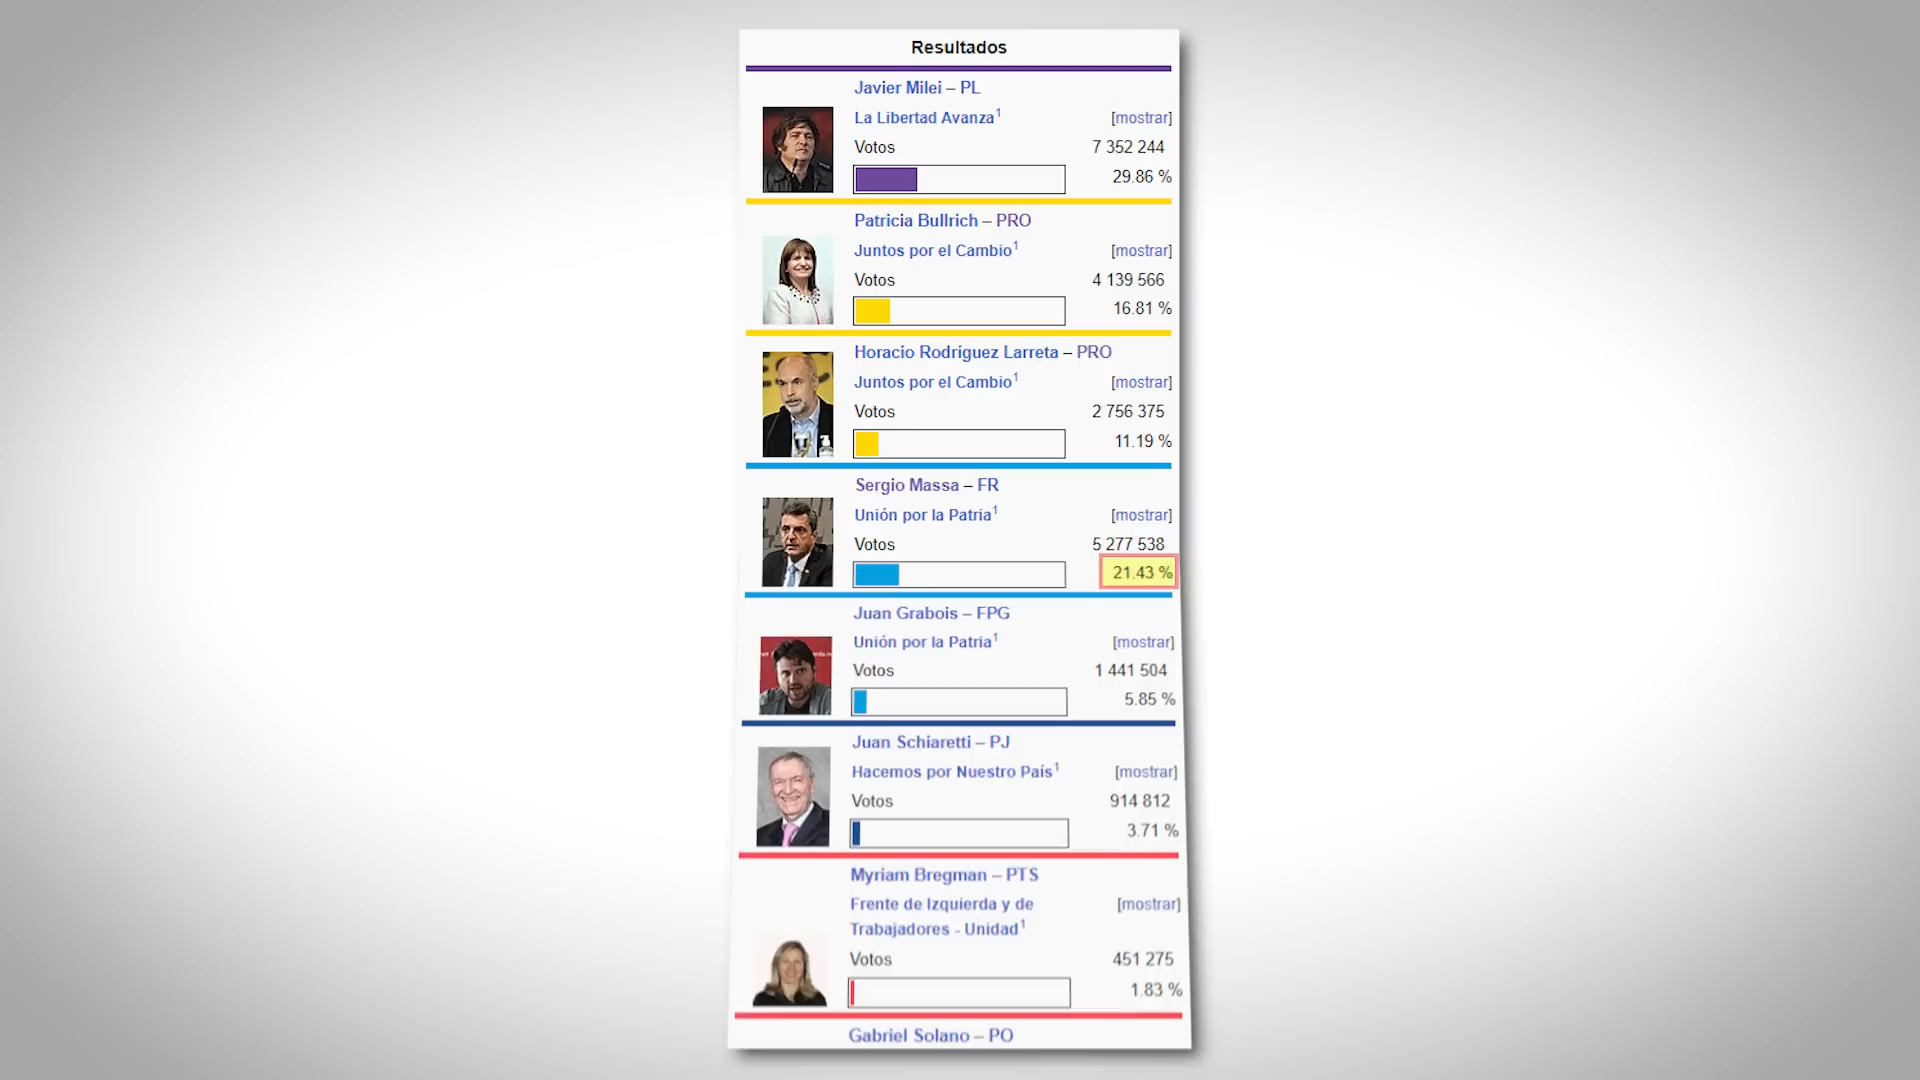 Resultados
Javier Milei – PL
La Libertad Avanza1 [mostrar]
Votos 7 352 244
29.86 %
Patricia Bullrich – PRO
Juntos por el Cambio1 [mostrar]
Votos 4 139 566
16.81 %
Horacio Rodríguez Larreta – PRO
Juntos por el Cambio1 [mostrar]
Votos 2 756 375
11.19 %
Sergio Massa – FR
Unión por la Patria1 [mostrar]
Votos 5 277 538
21.43 %
Juan Grabois – FPG
Unión por la Patria1 [mostrar]
Votos 1 441 504
5.85 %
Juan Schiaretti – PJ
Hacemos por Nuestro País1 [mostrar]
Votos 914 812
3.71 %
Myriam Bregman – PTS
Frente de Izquierda y de [mostrar]
Trabajadores - Unidad1
Votos 451 275
1.83 %
Gabriel Solano – PO